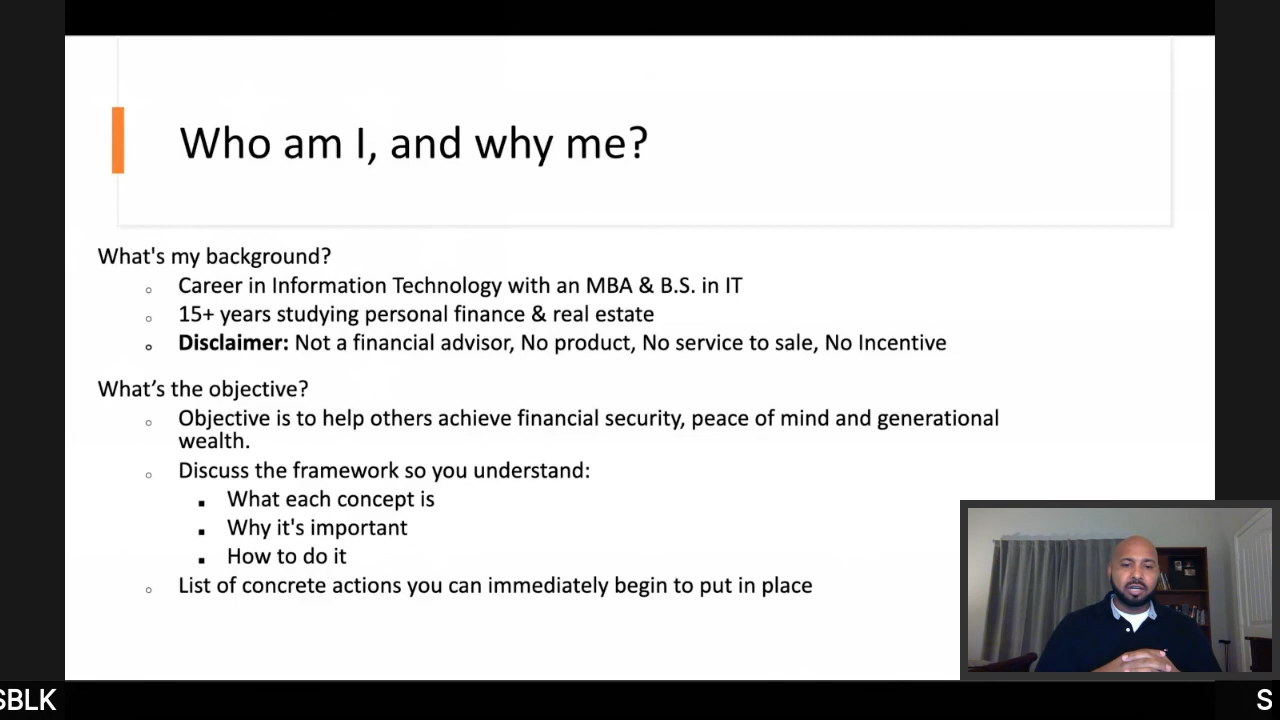 Who am I, and why me?
What's my background?
Career in Information Technology with an MBA & B.S. in IT
15+ years studying personal finance & real estate
Disclaimer: Not a financial advisor, No product, No service to sale, No Incentive
What’s the objective?
Objective is to help others achieve financial security, peace of mind and generational
wealth.
Discuss the framework so you understand:
What each concept is
Why it's important
How to do it
List of concrete actions you can immediately begin to put in place
SBLK
S